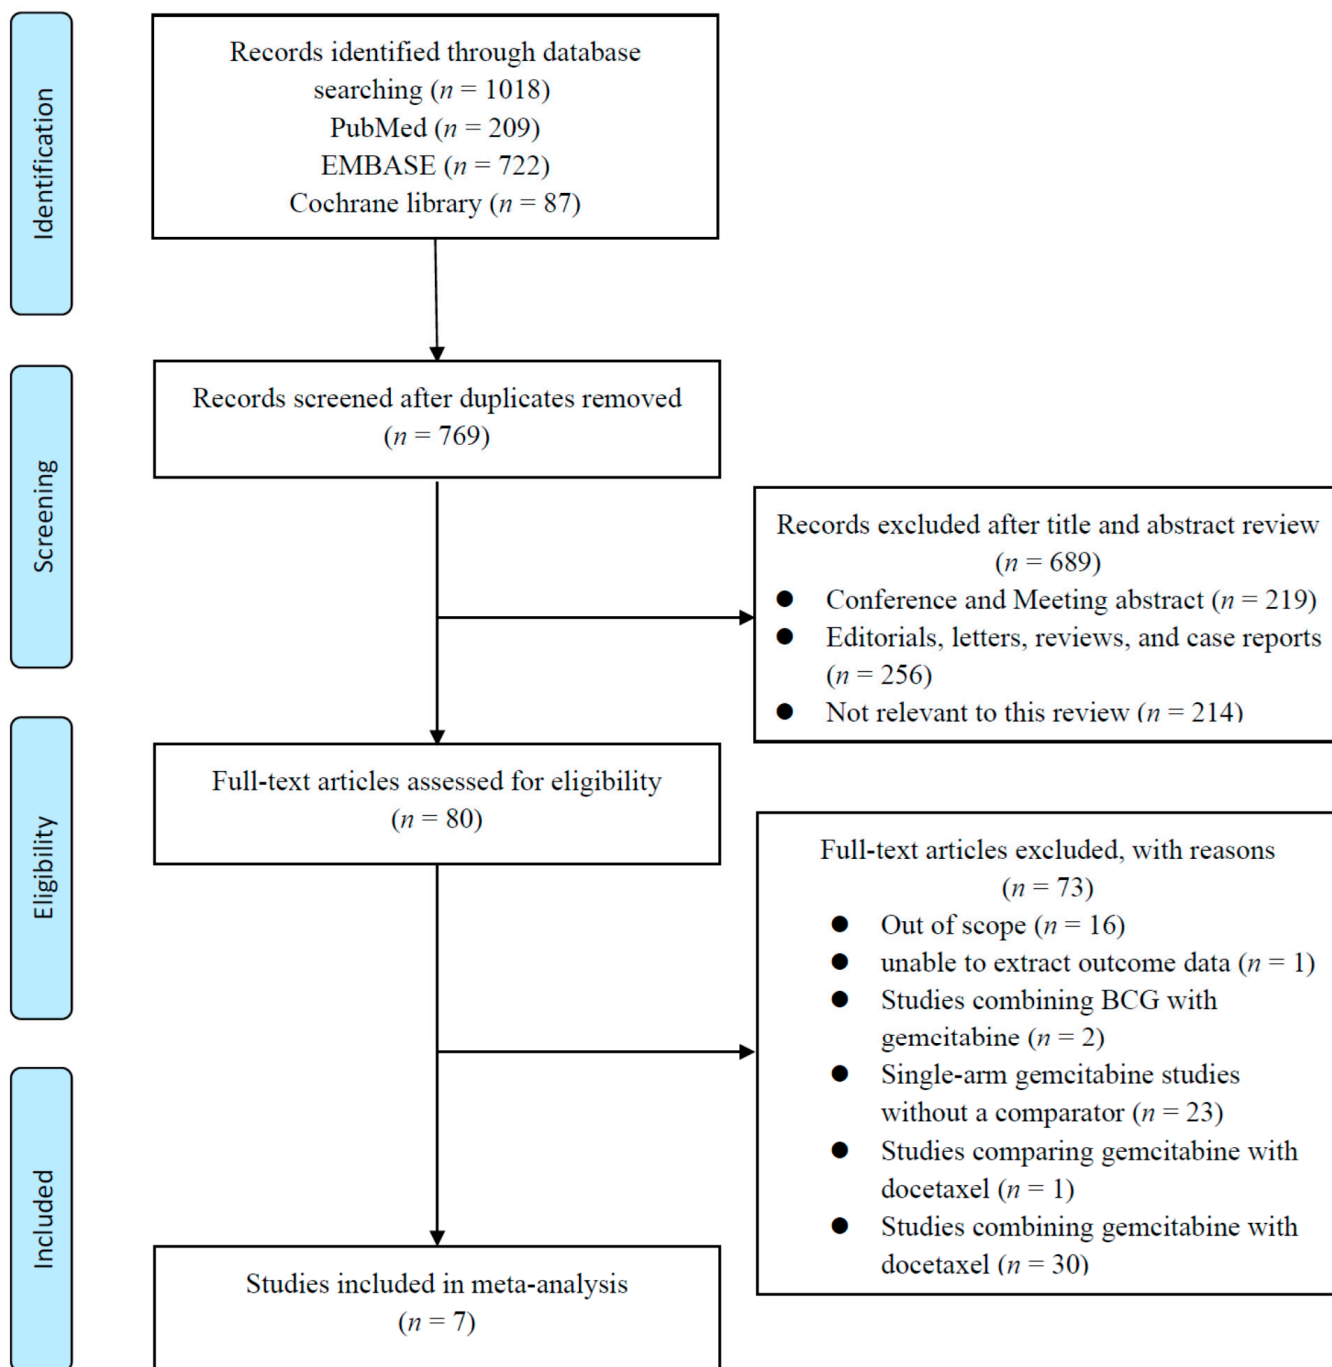 Identification
Records identified through database
searching (n = 1018)
PubMed (n = 209)
EMBASE (n = 722)
Cochrane library (n = 87)
Screening
Records screened after duplicates removed
(n = 769)
Records excluded after title and abstract review
(n = 689)
● Conference and Meeting abstract (n = 219)
● Editorials, letters, reviews, and case reports
(n = 256)
● Not relevant to this review (n = 214)
Eligibility
Full-text articles assessed for eligibility
(n = 80)
Full-text articles excluded, with reasons
(n = 73)
● Out of scope (n = 16)
● unable to extract outcome data (n = 1)
● Studies combining BCG with
gemcitabine (n = 2)
● Single-arm gemcitabine studies
without a comparator (n = 23)
● Studies comparing gemcitabine with
docetaxel (n = 1)
● Studies combining gemcitabine with
docetaxel (n = 30)
Included
Studies included in meta-analysis
(n = 7)